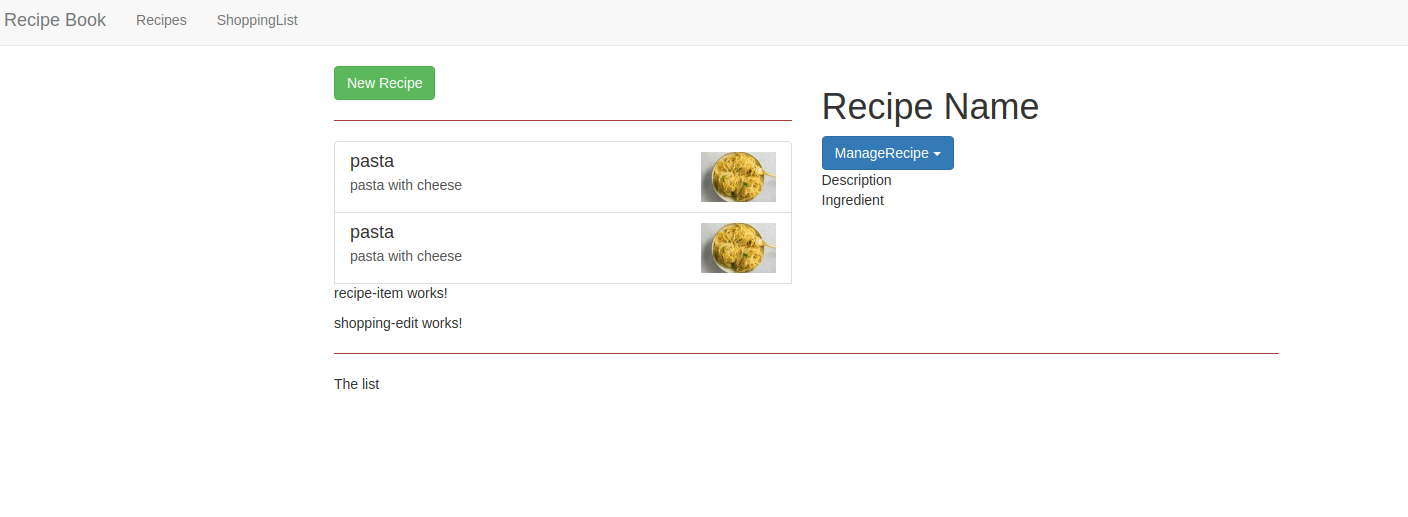 Recipe Book Recipes ShoppingList
New Recipe
pasta
pasta with cheese
pasta
pasta with cheese
recipe-item works!
Recipe Name
ManageRecipe
Description
Ingredient
shopping-edit works!
The list